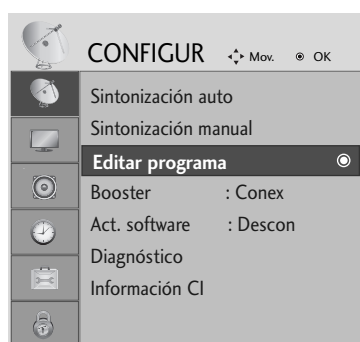 CONFIGUR Mov. OK
Sintonización auto
Sintonización manual
Editar programa
Booster : Conex
Act. software : Descon
Diagnóstico
Información CI